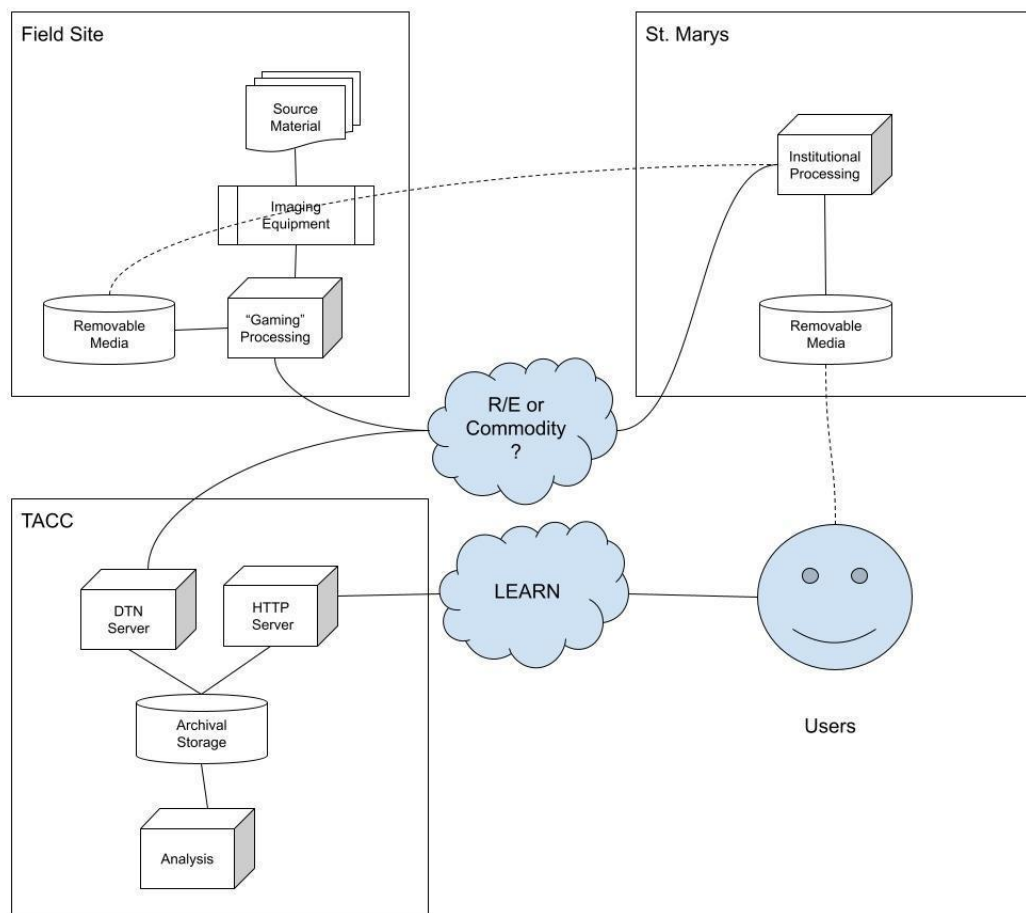 Field Site
Source
Material
Imaging
Equipment
Removable
Media
“Gaming”
Processing
St. Marys
Institutional
Processing
Removable
Media
R/E or
Commodity
?
TACC
DTN
Server
HTTP
Server
Archival
Storage
Analysis
LEARN
Users